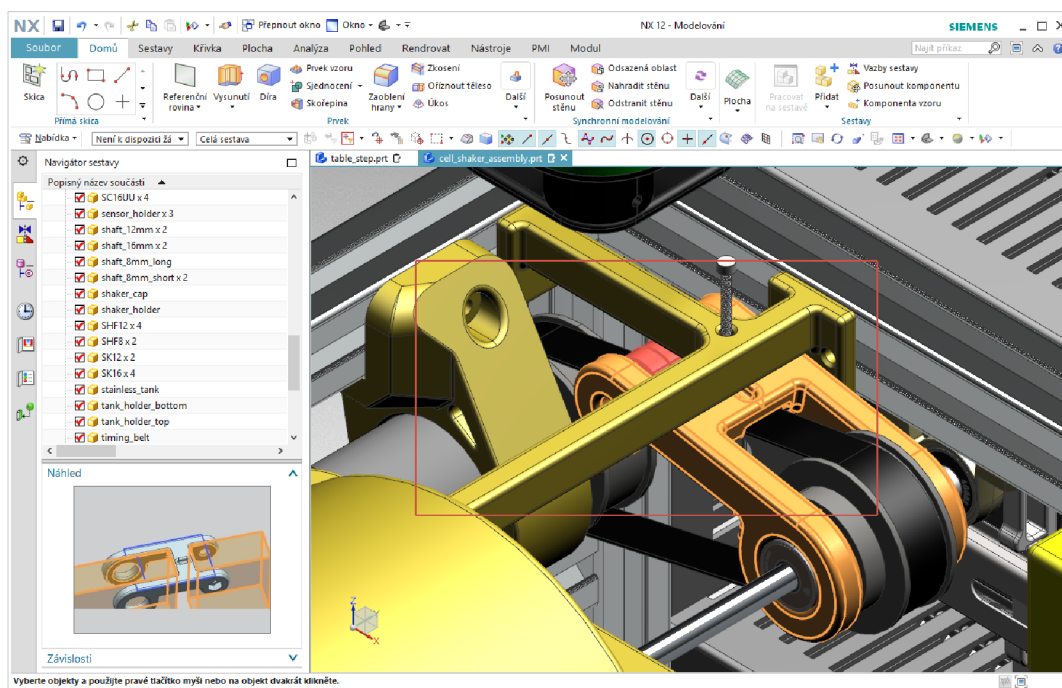 NX
Přepnout okno
Okno
NX 12 - Modelování
SIEMENS
Soubor
Domů
Sestavy
Křivka
Plocha
Analýza
Pohled
Rendrovat
Nástroje
PMI
Modul
Najít příkaz
Skica
Přímá skica
Referenční rovina
Vysunutí
Díra
Prvek vzoru
Sjednocení
Skořepina
Zaoblení hrany
Zkosení
Oříznout těleso
Úkos
Další
Prvek
Posunout stěnu
Odsazená oblast
Nahradit stěnu
Odstranit stěnu
Další
Synchronní modelování
Plocha
Pracovat na sestavě
Přidat
Vazby sestavy
Posunout komponentu
Komponenta vzoru
Sestavy
Nabídka
Není k dispozici žá
Celá sestava
Navigátor sestavy
table_step.prt
cell_shaker_assembly.prt
Popisný název součásti
SC16UU x 4
sensor_holder x 3
shaft_12mm x 2
shaft_16mm x 2
shaft_8mm_long
shaft_8mm_short x 2
shaker_cap
shaker_holder
SHF12 x 4
SHF8 x 2
SK12 x 2
SK16 x 4
stainless_tank
tank_holder_bottom
tank_holder_top
timing_belt
Náhled
Z
X
Závislosti
Vyberte objekty a použijte pravé tlačítko myši nebo na objekt dvakrát klikněte.